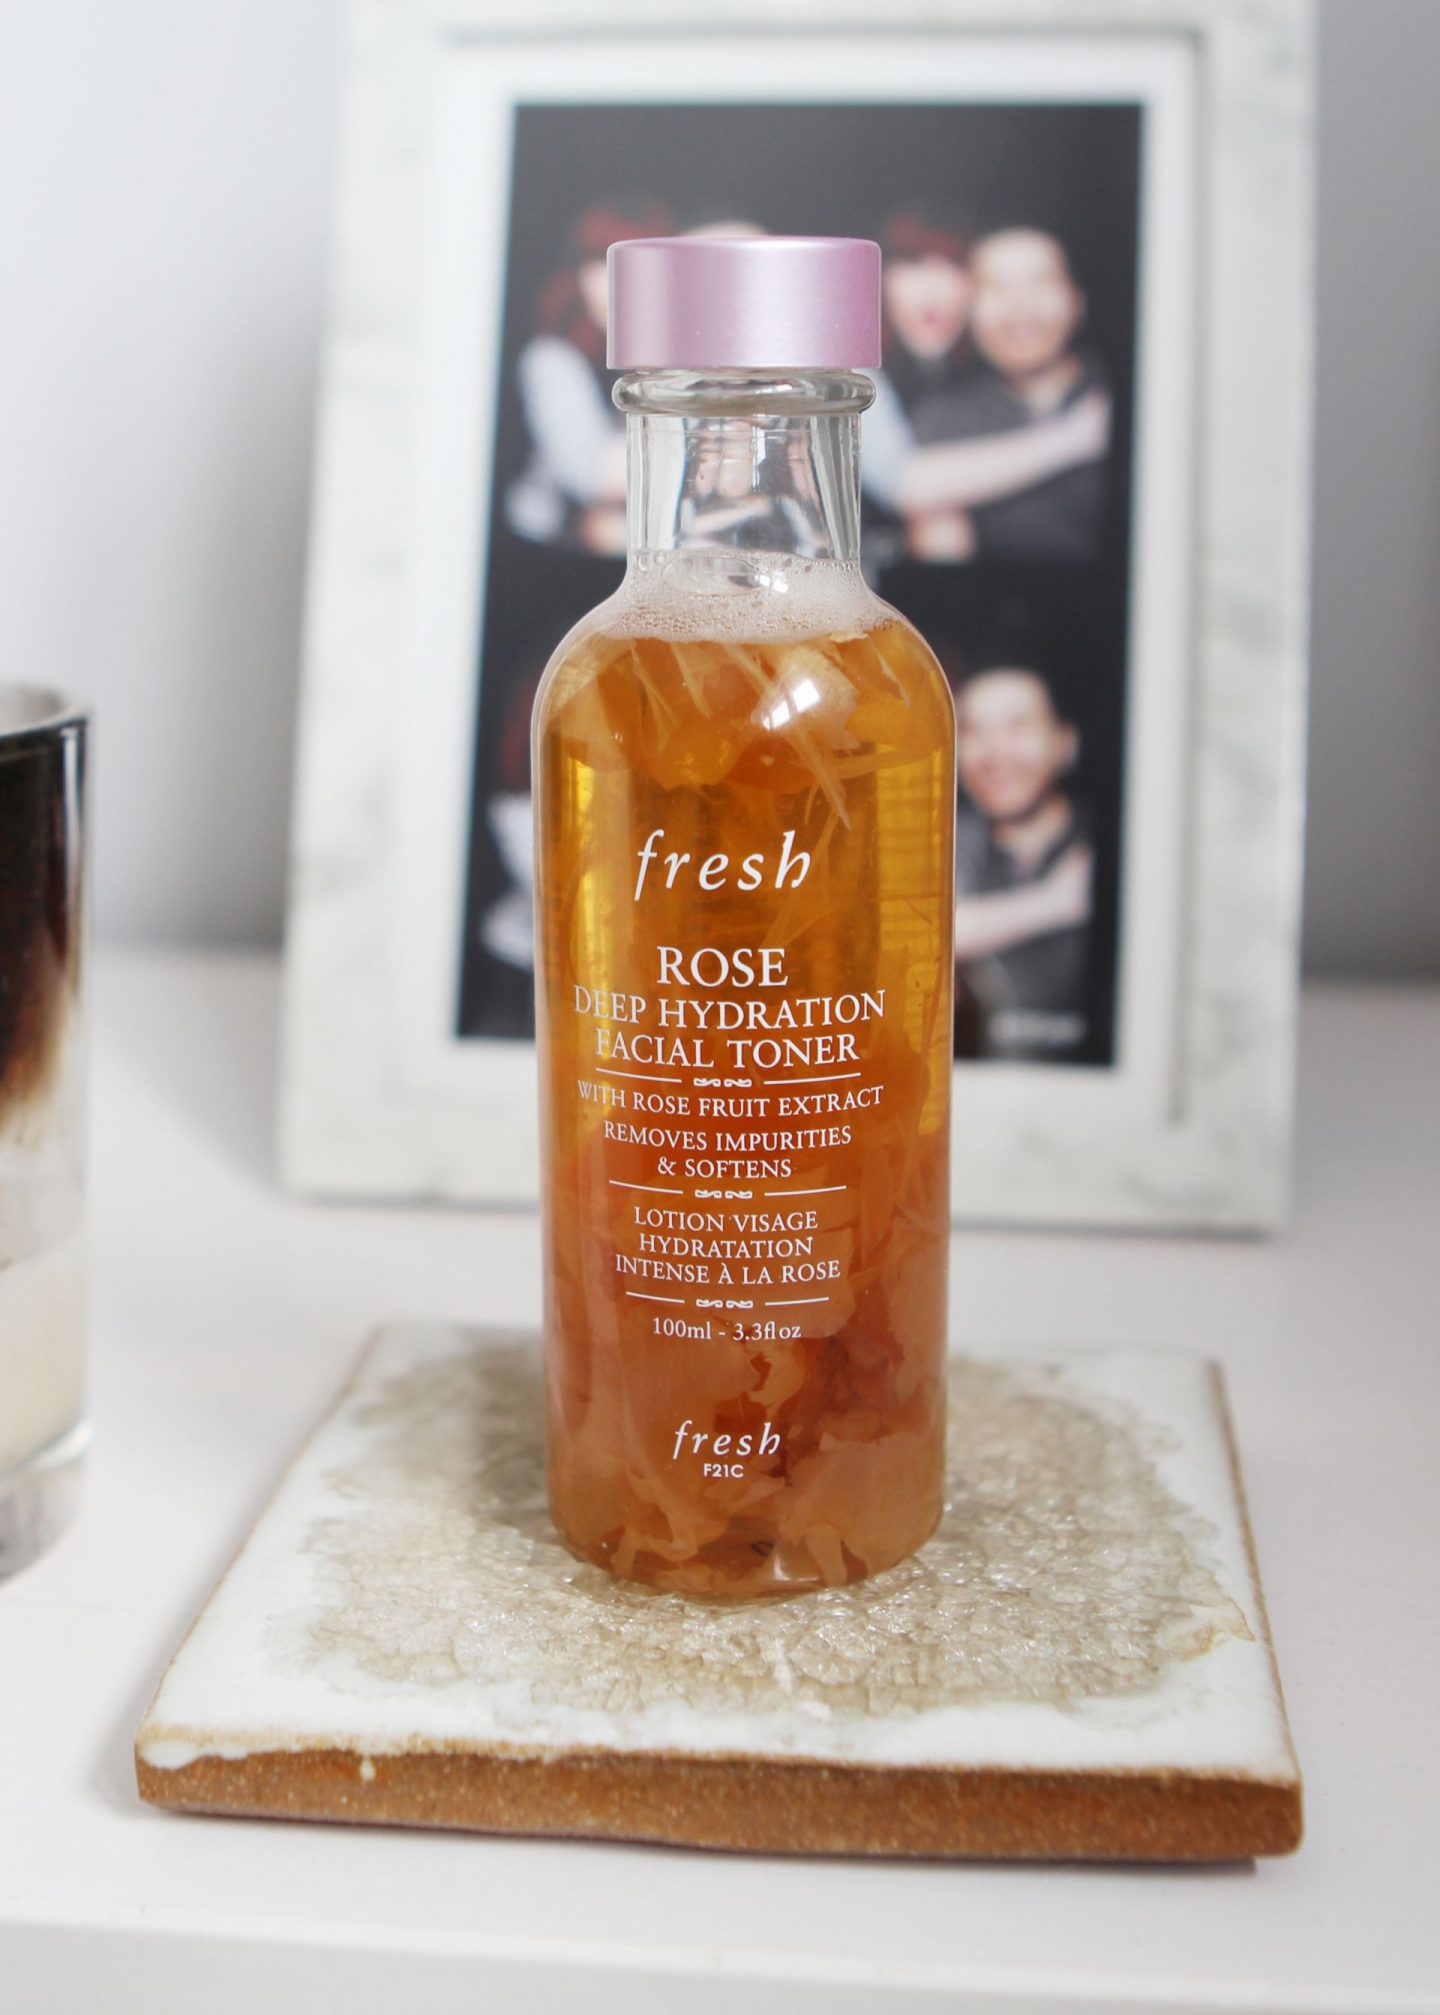 fresh
ROSE
DEEP HYDRATION
FACIAL TONER
WITH ROSE FRUIT EXTRACT
REMOVES IMPURITIES
& SOFTENS
LOTION VISAGE
HYDRATATION
INTENSE À LA ROSE
100ml - 3.3fl oz
fresh
F21C